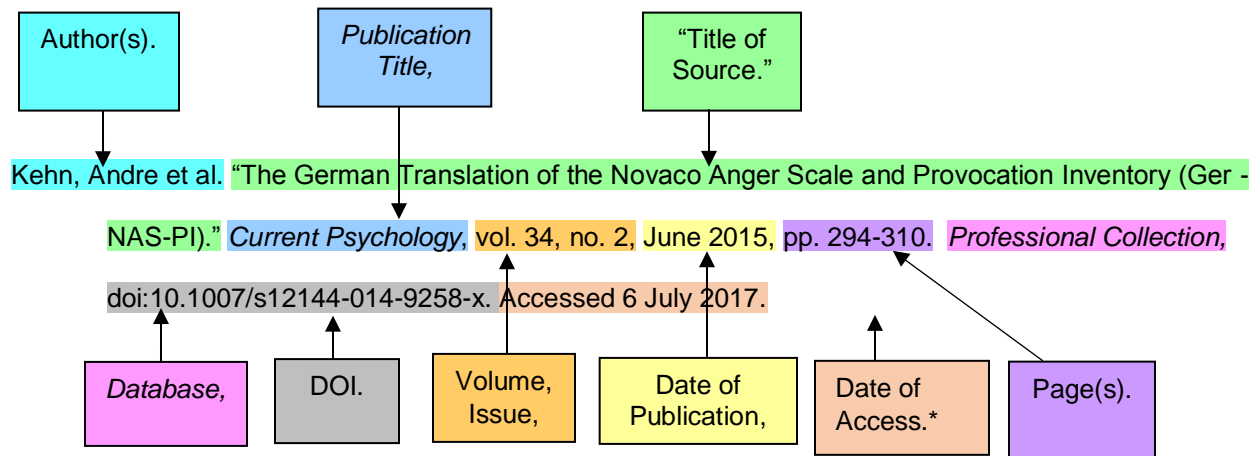 Author(s).
Publication
Title,
“Title of
Source.”
Kehn, Andre et al. “The German Translation of the Novaco Anger Scale and Provocation Inventory (Ger -
NAS-PI).” Current Psychology, vol. 34, no. 2, June 2015, pp. 294-310. Professional Collection,
doi:10.1007/s12144-014-9258-x. Accessed 6 July 2017.
Database,
DOI.
Volume,
Issue,
Date of
Publication,
Date of
Access.*
Page(s).